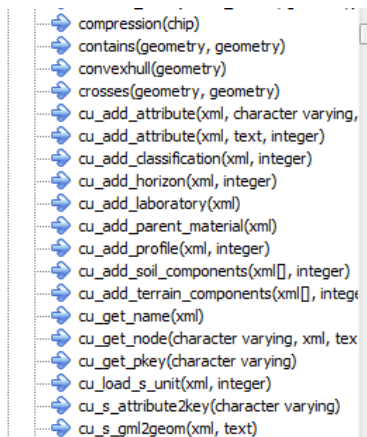 compression(chip)
contains(geometry, geometry)
convexhull(geometry)
crosses(geometry, geometry)
cu_add_attribute(xml, character varying,
cu_add_attribute(xml, text, integer)
cu_add_classification(xml, integer)
cu_add_horizon(xml, integer)
cu_add_laboratory(xml)
cu_add_parent_material(xml)
cu_add_profile(xml, integer)
cu_add_soil_components(xml[], integer)
cu_add_terrain_components(xml[], intege
cu_get_name(xml)
cu_get_node(character varying, xml, tex
cu_get_pkey(character varying)
cu_load_s_unit(xml, integer)
cu_s_attribute2key(character varying)
cu_s_gml2geom(xml, text)